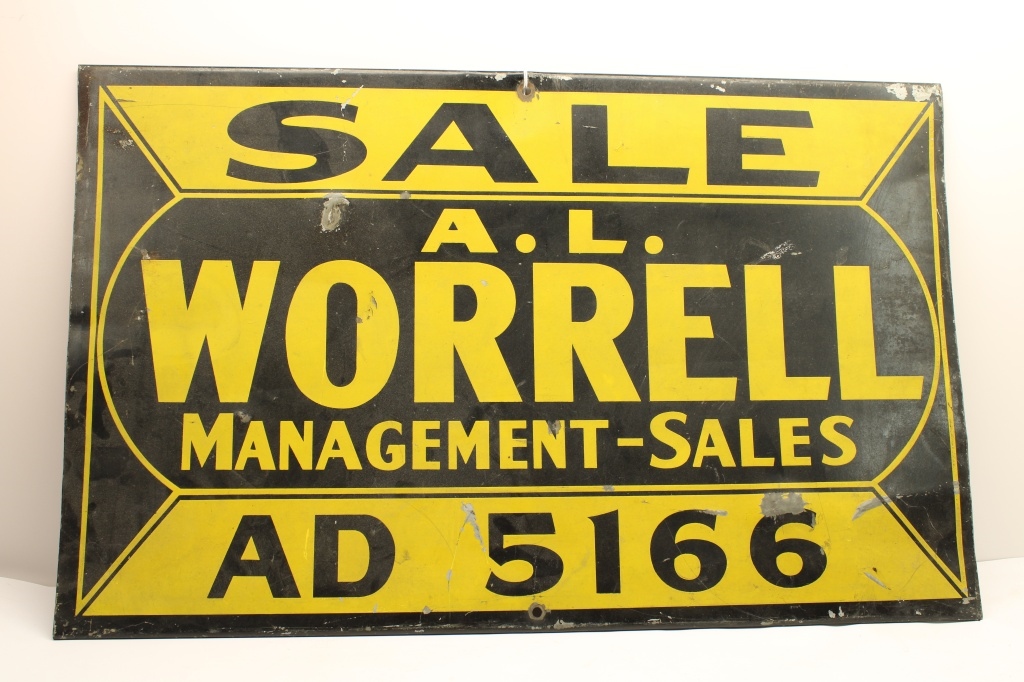 SALE
A. L.
WORRELL
MANAGEMENT-SALES
AD 5166